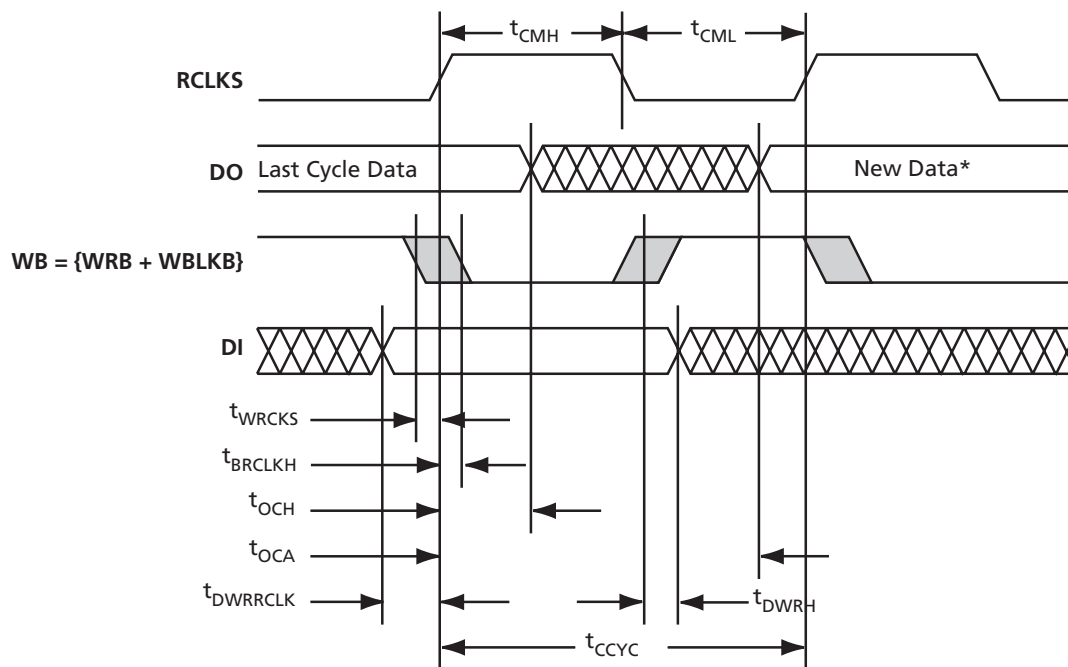 tCMH tCML
RCLKS
DO Last Cycle Data New Data*
WB = {WRB + WBLKB}
DI
tWRCKS
tBRCLKH
tOCH
tOCA
tDWRRCLK tDWRH
tCCYC